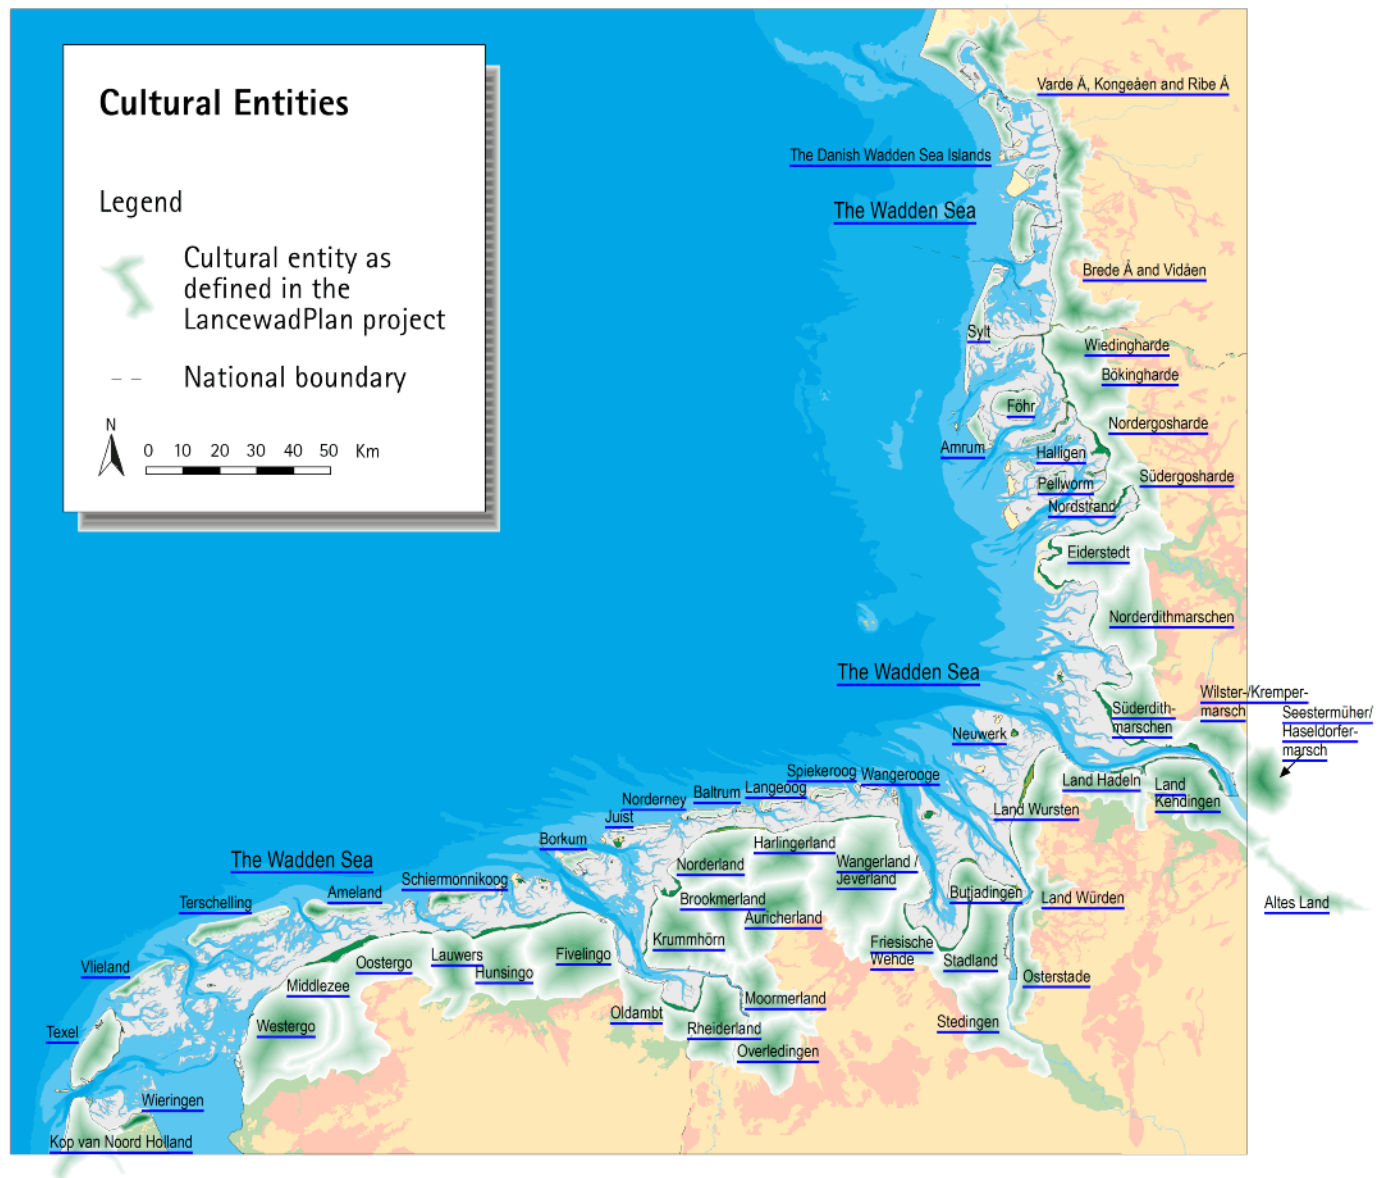 Cultural Entities
Legend
Cultural entity as
defined in the
LancewadPlan project
National boundary
N
0 10 20 30 40 50 Km
Varde Å, Kongeåen and Ribe Å
The Danish Wadden Sea Islands
The Wadden Sea
Brede Å and Vidåen
Sylt
Wiedingharde
Bökingharde
Föhr
Nordergosharde
Amrum
Halligen
Südergosharde
Pellworm
Nordstrand
Eiderstedt
Norderdithmarschen
The Wadden Sea
Wilster-/Kremper-
marsch
Seestermüher/
Haseldorfer-
marsch
Süderdith-
marschen
Neuwerk
Spiekeroog
Wangerooge
Land Hadeln
Land
Kehdingen
Langeoog
Baltrum
Norderney
Juist
Land Wursten
Borkum
Harlingerland
Norderland
Wangerland /
Jeverland
The Wadden Sea
Schiermonnikoog
Ameland
Terschelling
Brookmerland
Butjadingen
Land Würden
Altes Land
Auricherland
Krummhörn
Friesische
Wehde
Stadland
Fivelingo
Lauwers
Oostergo
Hunsingo
Vlieland
Middlezee
Osterstade
Moormerland
Oldambt
Westergo
Texel
Rheiderland
Stedingen
Overledingen
Wieringen
Kop van Noord Holland